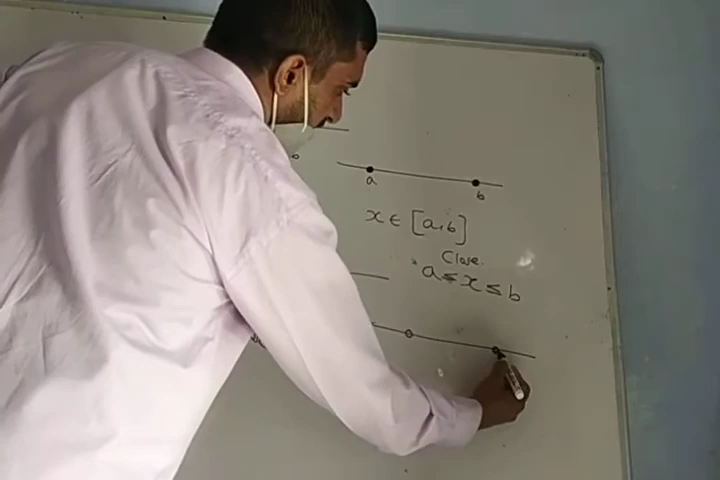 a b
x ∈ [a, b]
Close
a ≤ x ≤ b